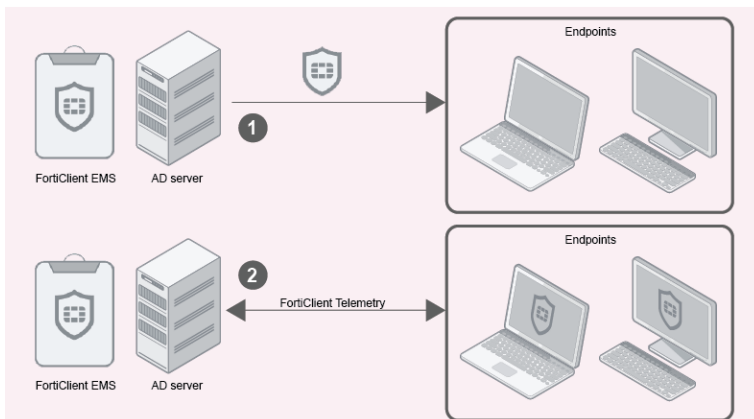 Endpoints
1
FortiClient EMS
AD server
Endpoints
2
FortiClient Telemetry
FortiClient EMS
AD server